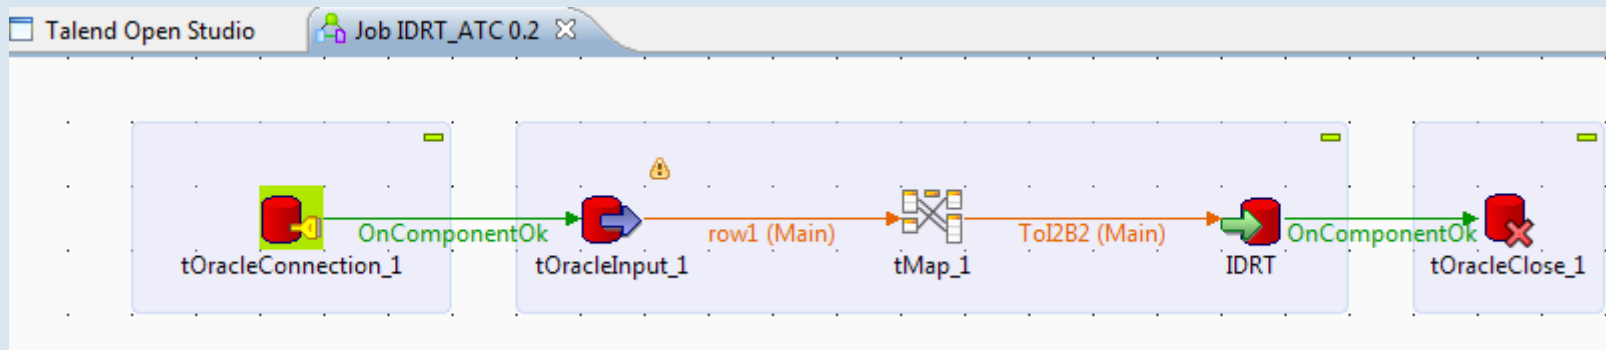 Talend Open Studio
Job IDRT_ATC 0.2
OnComponentOk
row1 (Main)
ToI2B2 (Main)
OnComponentOk
tOracleConnection_1
tOracleInput_1
tMap_1
IDRT
tOracleClose_1